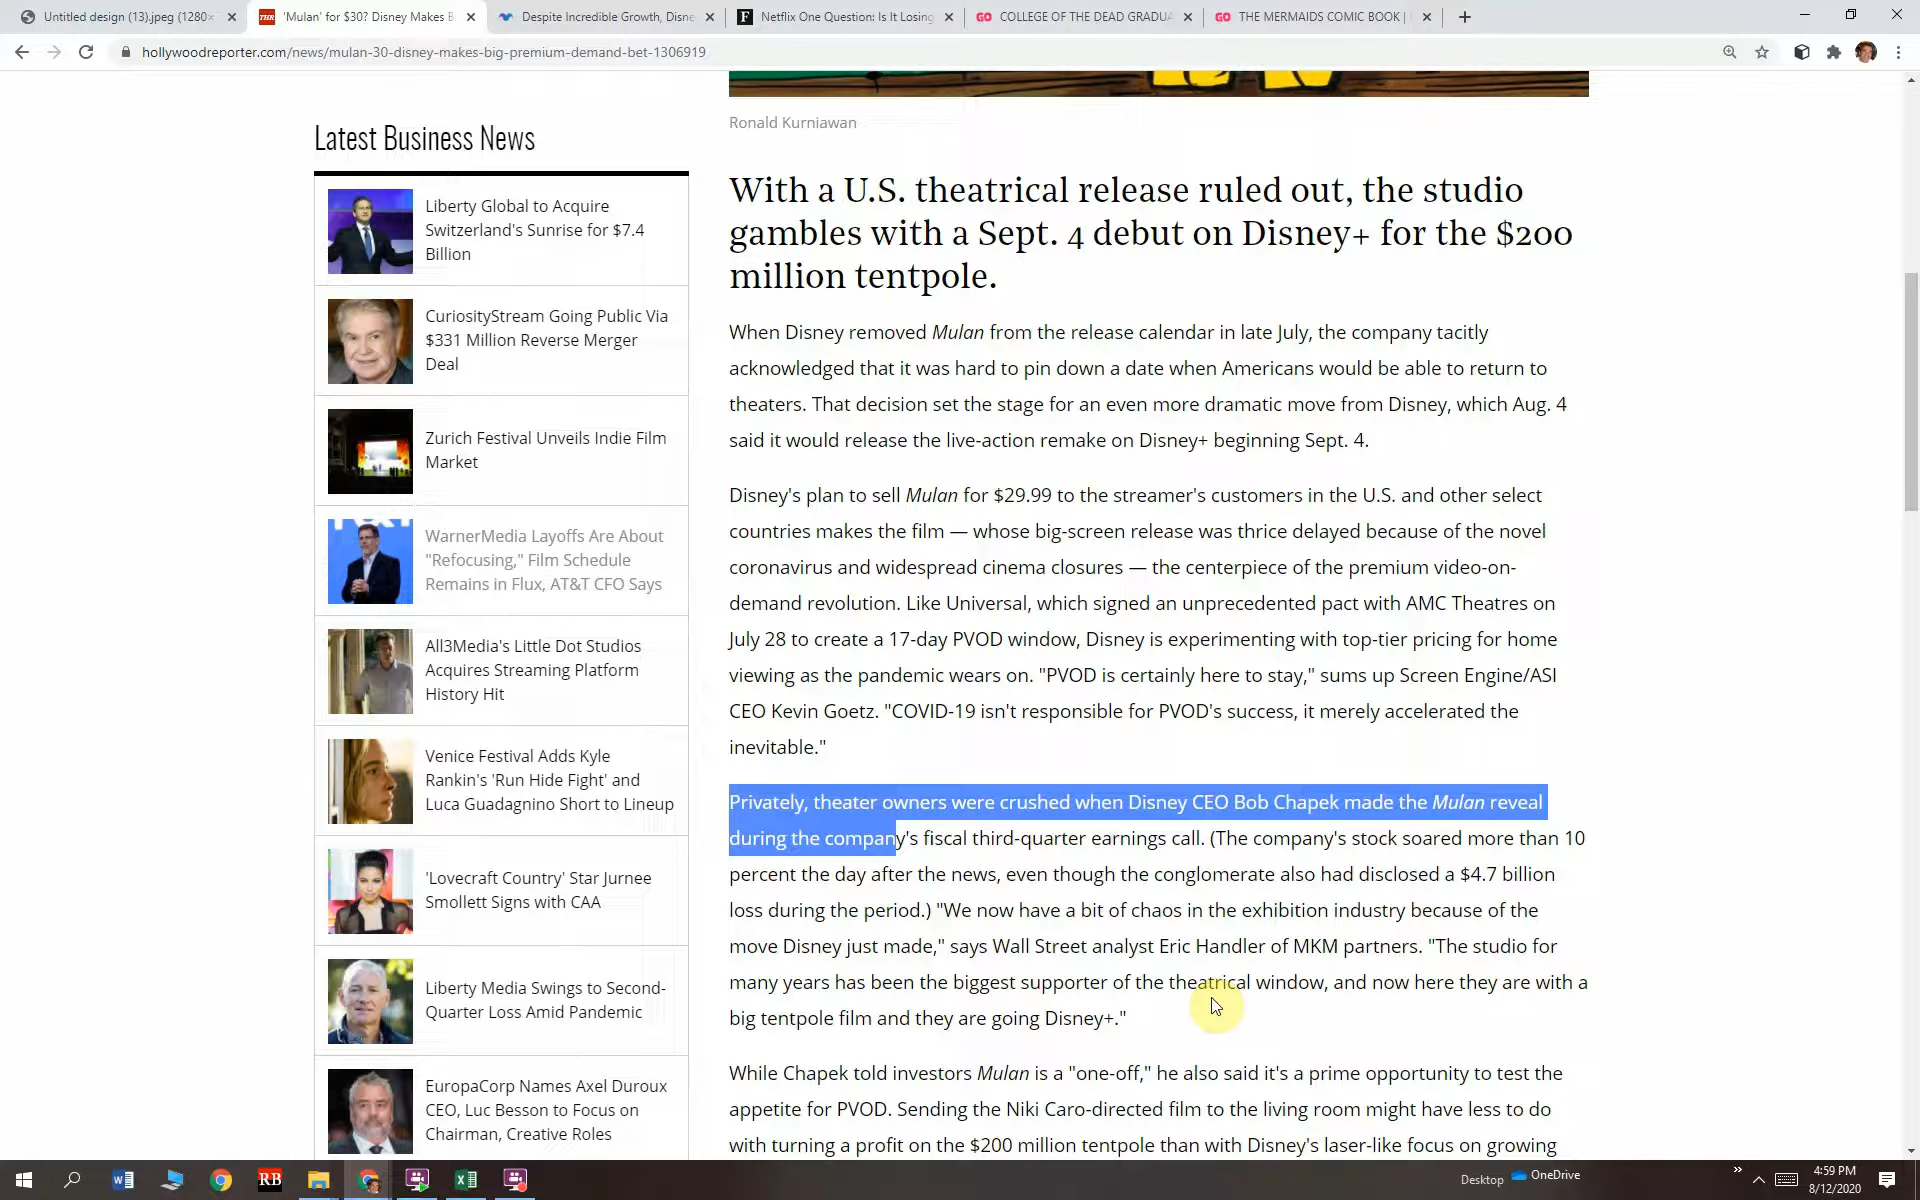 Untitled design (13).jpeg (1280×
'Mulan' for $30? Disney Makes B
Despite Incredible Growth, Disne
Netflix One Question: Is It Losing
COLLEGE OF THE DEAD GRADUA
THE MERMAIDS COMIC BOOK |
hollywoodreporter.com/news/mulan-30-disney-makes-big-premium-demand-bet-1306919
Ronald Kurniawan
Latest Business News
Liberty Global to Acquire
Switzerland's Sunrise for $7.4
Billion
CuriosityStream Going Public Via
$331 Million Reverse Merger
Deal
Zurich Festival Unveils Indie Film
Market
WarnerMedia Layoffs Are About
"Refocusing," Film Schedule
Remains in Flux, AT&T CFO Says
All3Media's Little Dot Studios
Acquires Streaming Platform
History Hit
Venice Festival Adds Kyle
Rankin's 'Run Hide Fight' and
Luca Guadagnino Short to Lineup
'Lovecraft Country' Star Jurnee
Smollett Signs with CAA
Liberty Media Swings to Second-
Quarter Loss Amid Pandemic
EuropaCorp Names Axel Duroux
CEO, Luc Besson to Focus on
Chairman, Creative Roles
With a U.S. theatrical release ruled out, the studio
gambles with a Sept. 4 debut on Disney+ for the $200
million tentpole.
When Disney removed Mulan from the release calendar in late July, the company tacitly
acknowledged that it was hard to pin down a date when Americans would be able to return to
theaters. That decision set the stage for an even more dramatic move from Disney, which Aug. 4
said it would release the live-action remake on Disney+ beginning Sept. 4.
Disney's plan to sell Mulan for $29.99 to the streamer's customers in the U.S. and other select
countries makes the film — whose big-screen release was thrice delayed because of the novel
coronavirus and widespread cinema closures — the centerpiece of the premium video-on-
demand revolution. Like Universal, which signed an unprecedented pact with AMC Theatres on
July 28 to create a 17-day PVOD window, Disney is experimenting with top-tier pricing for home
viewing as the pandemic wears on. "PVOD is certainly here to stay," sums up Screen Engine/ASI
CEO Kevin Goetz. "COVID-19 isn't responsible for PVOD's success, it merely accelerated the
inevitable."
Privately, theater owners were crushed when Disney CEO Bob Chapek made the Mulan reveal
during the company's fiscal third-quarter earnings call. (The company's stock soared more than 10
percent the day after the news, even though the conglomerate also had disclosed a $4.7 billion
loss during the period.) "We now have a bit of chaos in the exhibition industry because of the
move Disney just made," says Wall Street analyst Eric Handler of MKM partners. "The studio for
many years has been the biggest supporter of the theatrical window, and now here they are with a
big tentpole film and they are going Disney+."
While Chapek told investors Mulan is a "one-off," he also said it's a prime opportunity to test the
appetite for PVOD. Sending the Niki Caro-directed film to the living room might have less to do
with turning a profit on the $200 million tentpole than with Disney's laser-like focus on growing
RB
Desktop
OneDrive
4:59 PM
8/12/2020